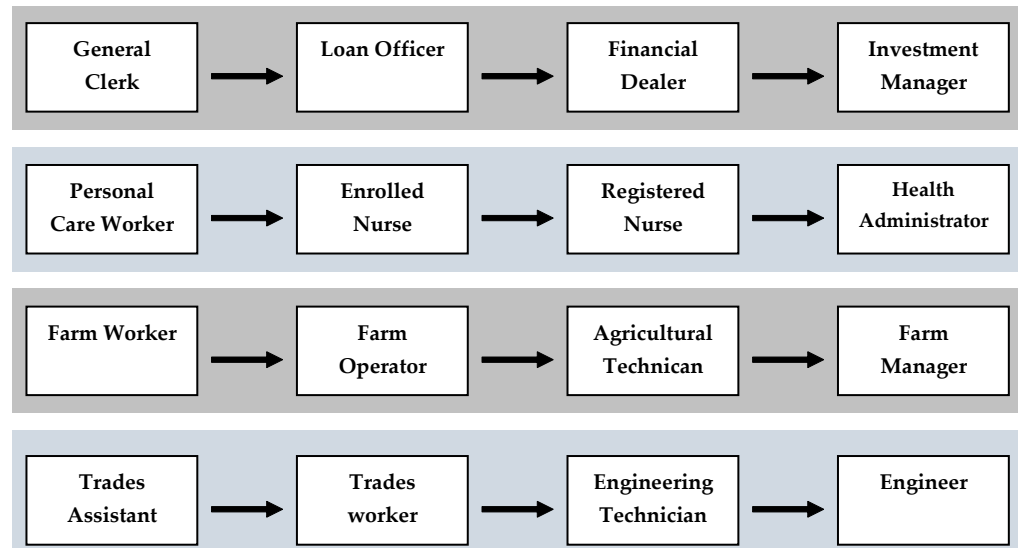 General
Clerk
Loan Officer
Financial
Dealer
Investment
Manager
Personal
Care Worker
Enrolled
Nurse
Registered
Nurse
Health
Administrator
Farm Worker
Farm
Operator
Agricultural
Technican
Farm
Manager
Trades
Assistant
Trades
worker
Engineering
Technician
Engineer